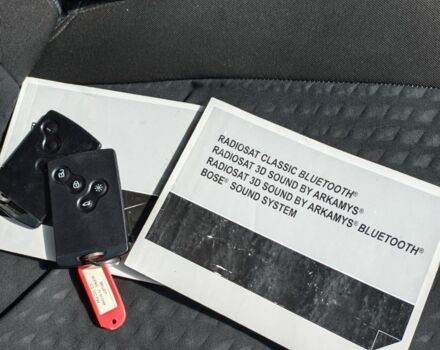 RADIOSAT CLASSIC BLUETOOTH®
RADIOSAT 3D SOUND BY ARKAMYS®
RADIOSAT 3D SOUND BY ARKAMYS® BLUETOOTH®
BOSE® SOUND SYSTEM